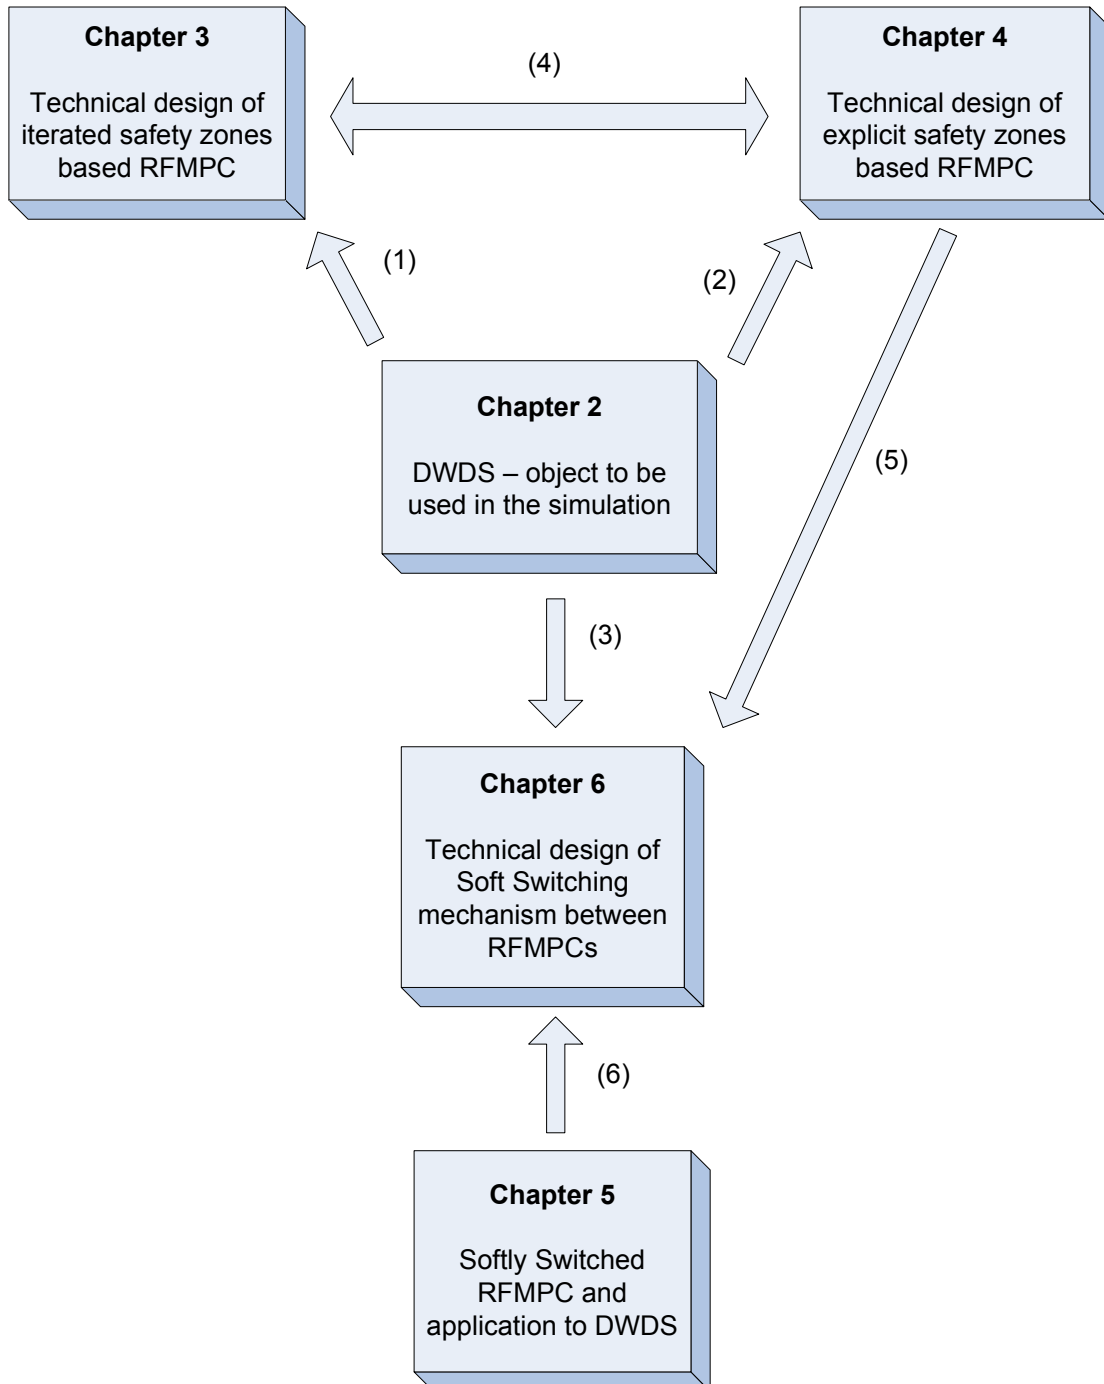 Chapter 3
Technical design of
iterated safety zones
based RFMPC
(4)
Chapter 4
Technical design of
explicit safety zones
based RFMPC
(1)
(2)
Chapter 2
DWDS – object to be
used in the simulation
(5)
(3)
Chapter 6
Technical design of
Soft Switching
mechanism between
RFMPCs
(6)
Chapter 5
Softly Switched
RFMPC and
application to DWDS